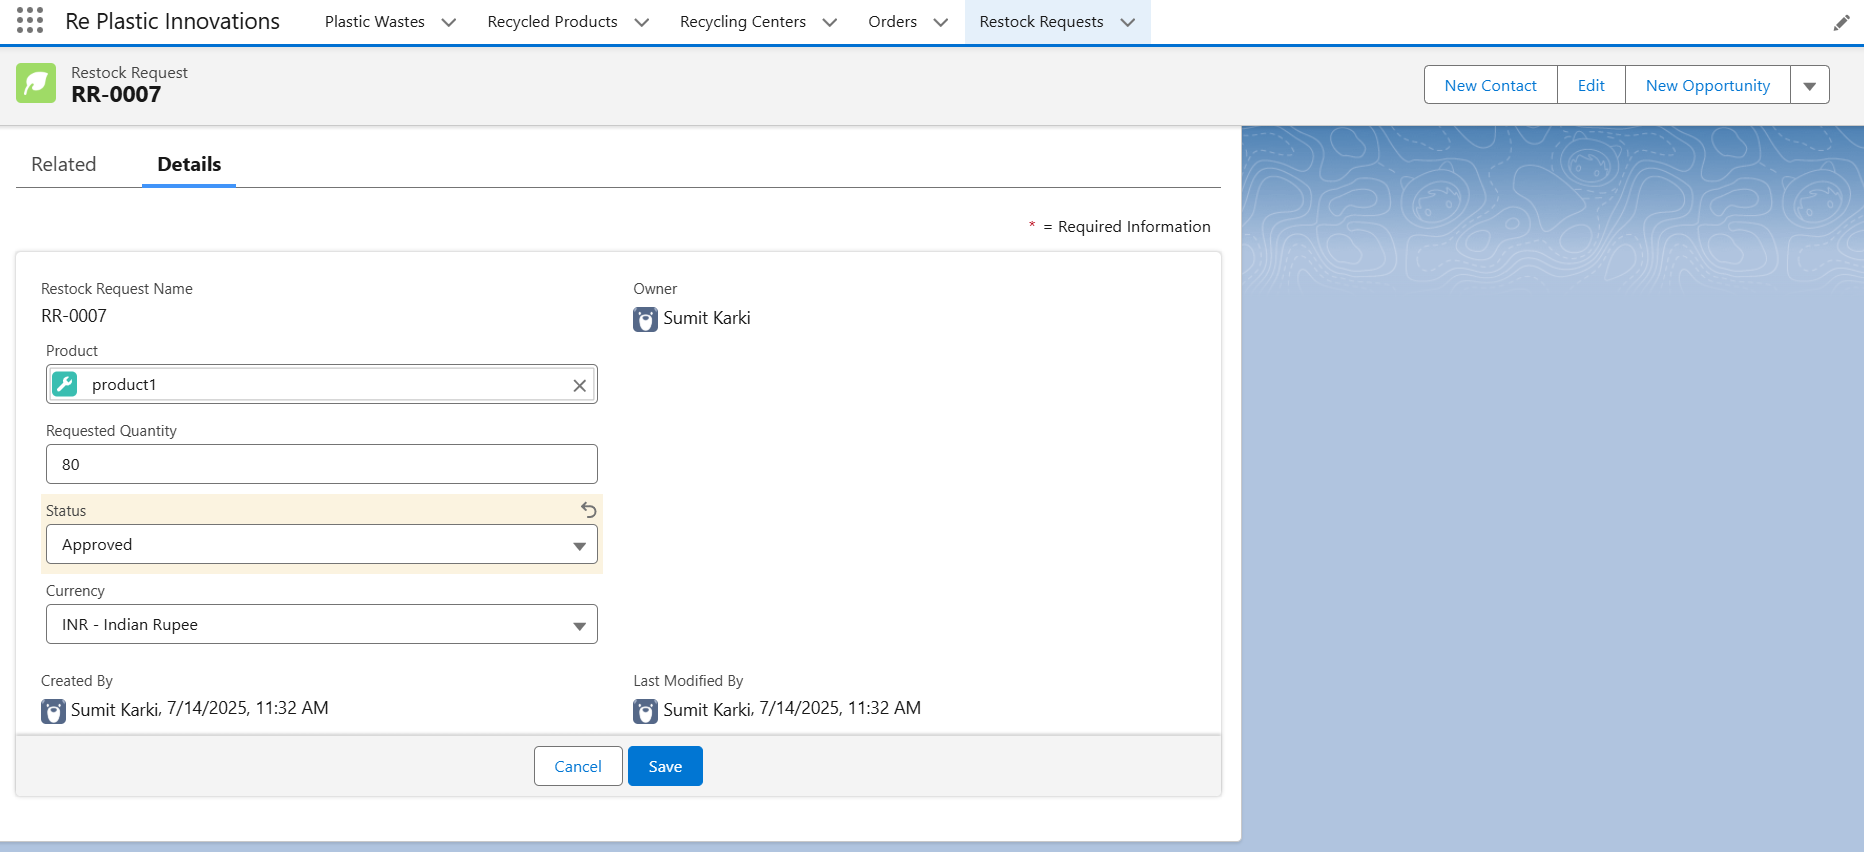 Re Plastic Innovations
Plastic Wastes
Recycled Products
Recycling Centers
Orders
Restock Requests
Restock Request
RR-0007
New Contact
Edit
New Opportunity
Related
Details
* = Required Information
Restock Request Name
RR-0007
Owner
Sumit Karki
Product
product1
Requested Quantity
80
Status
Approved
Currency
INR - Indian Rupee
Created By
Sumit Karki, 7/14/2025, 11:32 AM
Last Modified By
Sumit Karki, 7/14/2025, 11:32 AM
Cancel
Save